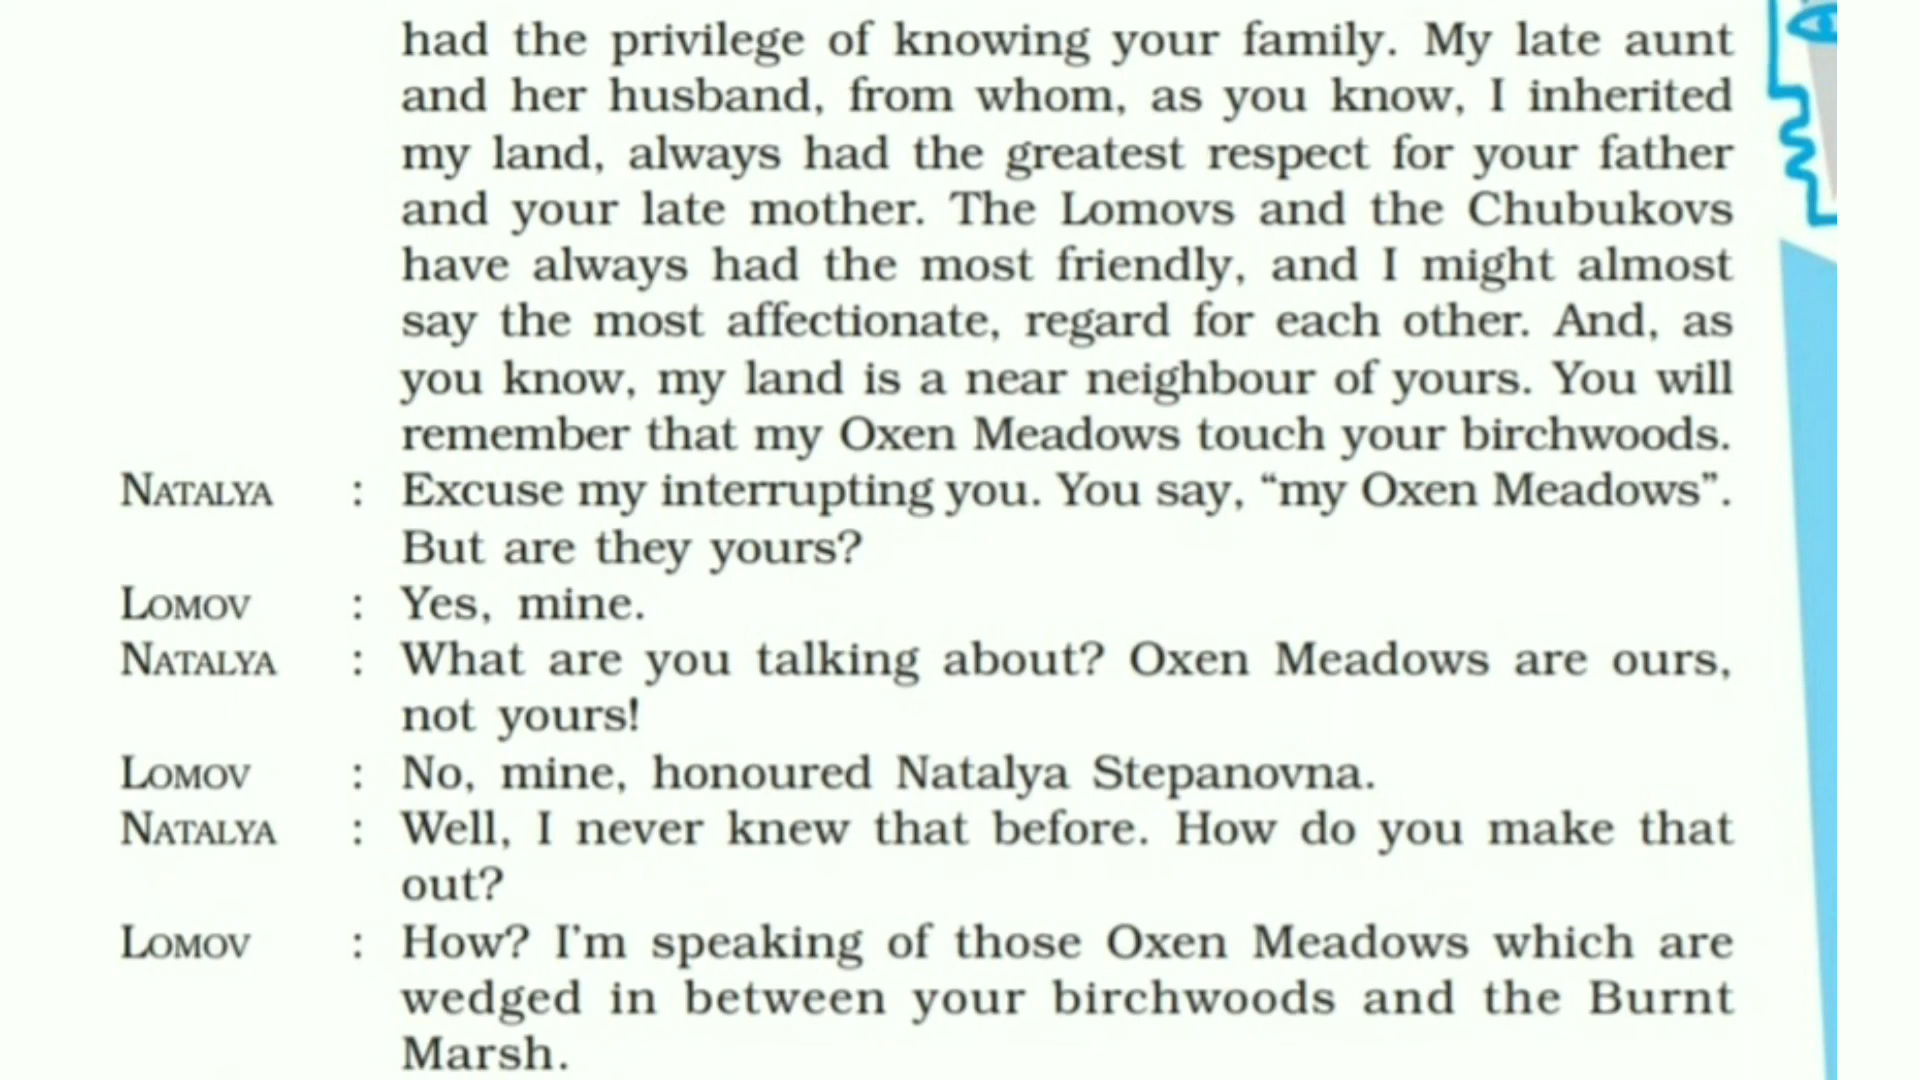 had the privilege of knowing your family. My late aunt
and her husband, from whom, as you know, I inherited
my land, always had the greatest respect for your father
and your late mother. The Lomovs and the Chubukovs
have always had the most friendly, and I might almost
say the most affectionate, regard for each other. And, as
you know, my land is a near neighbour of yours. You will
remember that my Oxen Meadows touch your birchwoods.
NATALYA : Excuse my interrupting you. You say, “my Oxen Meadows”.
But are they yours?
LOMOV : Yes, mine.
NATALYA : What are you talking about? Oxen Meadows are ours,
not yours!
LOMOV : No, mine, honoured Natalya Stepanovna.
NATALYA : Well, I never knew that before. How do you make that
out?
LOMOV : How? I’m speaking of those Oxen Meadows which are
wedged in between your birchwoods and the Burnt
Marsh.